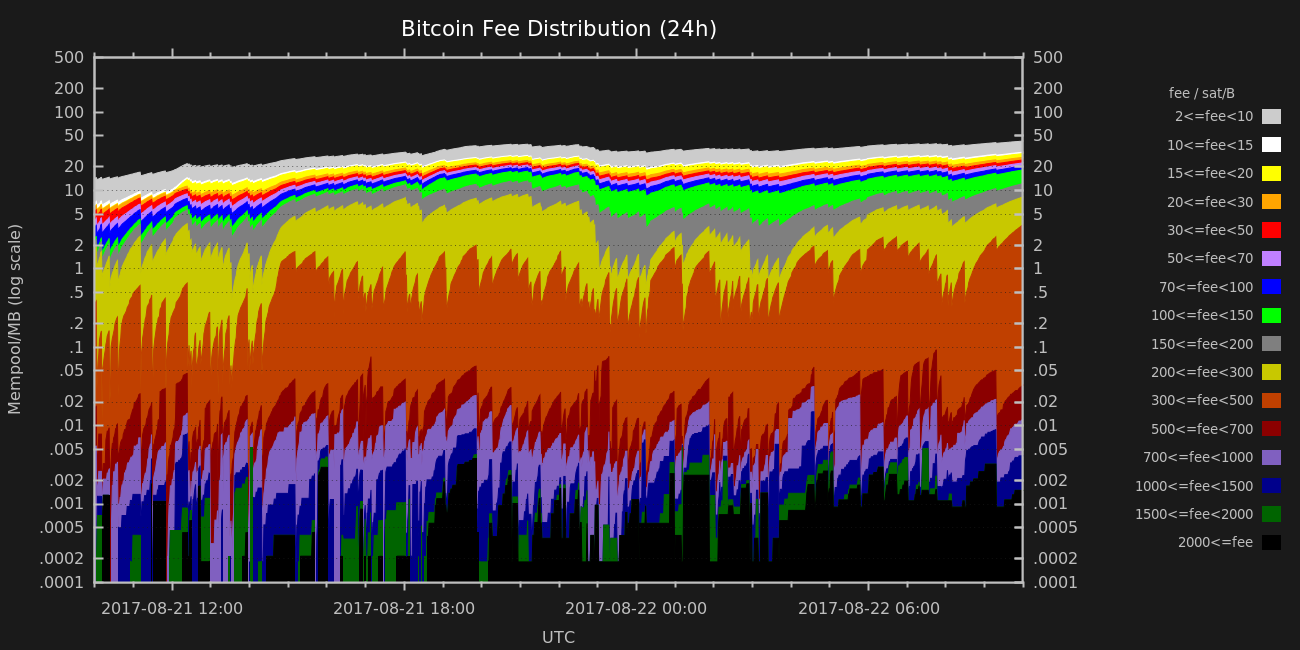 Bitcoin Fee Distribution (24h)
500
200
100
50
20
10
5
2
1
.5
.2
.1
.05
.02
.01
.005
.002
.001
.0005
.0002
.0001
Mempool/MB (log scale)
500
200
100
50
20
10
5
2
1
.5
.2
.1
.05
.02
.01
.005
.002
.001
.0005
.0002
.0001
fee / sat/B
2<=fee<10
10<=fee<15
15<=fee<20
20<=fee<30
30<=fee<50
50<=fee<70
70<=fee<100
100<=fee<150
150<=fee<200
200<=fee<300
300<=fee<500
500<=fee<700
700<=fee<1000
1000<=fee<1500
1500<=fee<2000
2000<=fee
2017-08-21 12:00 2017-08-21 18:00 2017-08-22 00:00 2017-08-22 06:00
UTC